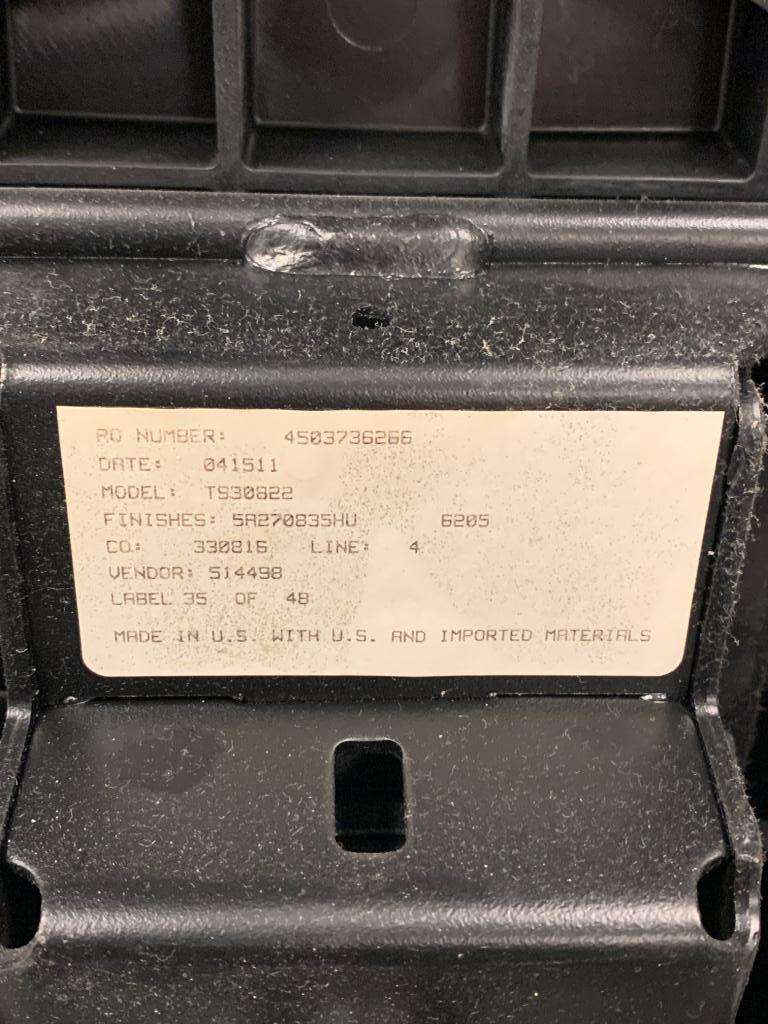 PO NUMBER: 4503736266
DATE: 041511
MODEL: TS30822
FINISHES: 5A270835HU 6205
CO: 330816 LINE: 4
VENDOR: 514498
LABEL 35 OF 48
MADE IN U.S. WITH U.S. AND IMPORTED MATERIALS